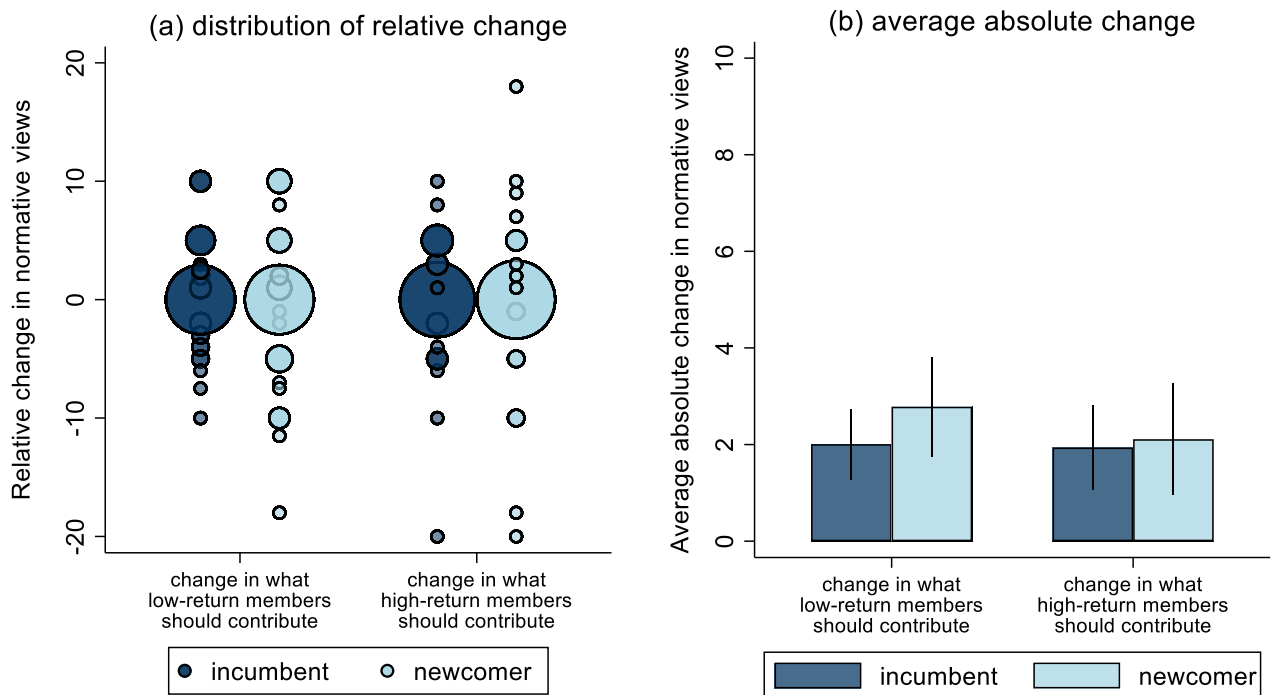 (a) distribution of relative change
Relative change in normative views
20
10
0
-10
-20
change in what
low-return members
should contribute
change in what
high-return members
should contribute
incumbent
newcomer
(b) average absolute change
Average absolute change in normative views
10
8
6
4
2
0
change in what
low-return members
should contribute
change in what
high-return members
should contribute
incumbent
newcomer